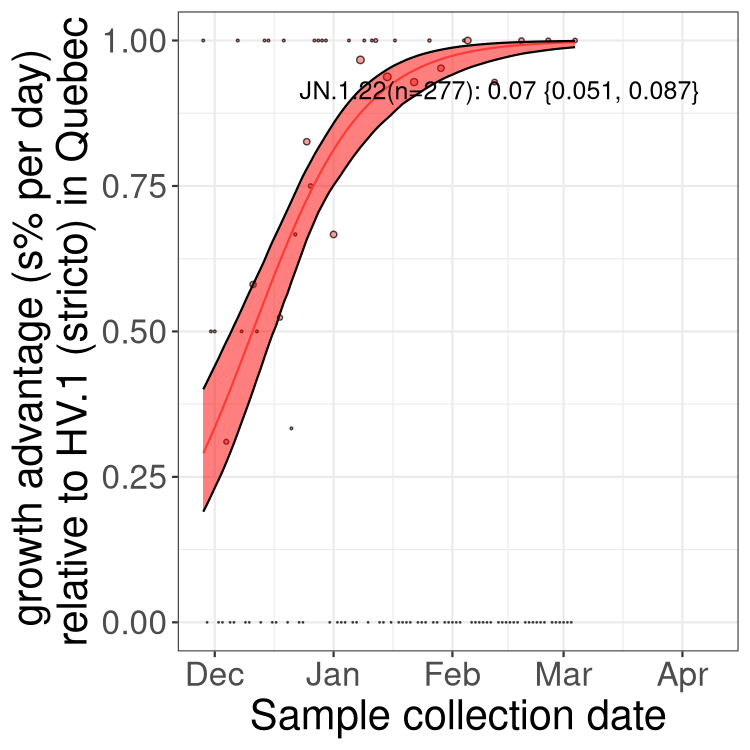 growth advantage (s% per day)
relative to HV.1 (stricto) in Quebec
1.00
0.75
0.50
0.25
0.00
JN.1.22(n=277): 0.07 {0.051, 0.087}
Dec Jan Feb Mar Apr
Sample collection date